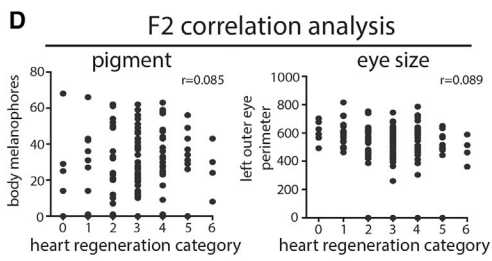 D
F2 correlation analysis
pigment
r=0.085
body melanophores
80
60
40
20
0
0 1 2 3 4 5 6
heart regeneration category
eye size
r=0.089
left outer eye
perimeter
1000
800
600
400
200
0
0 1 2 3 4 5 6
heart regeneration category